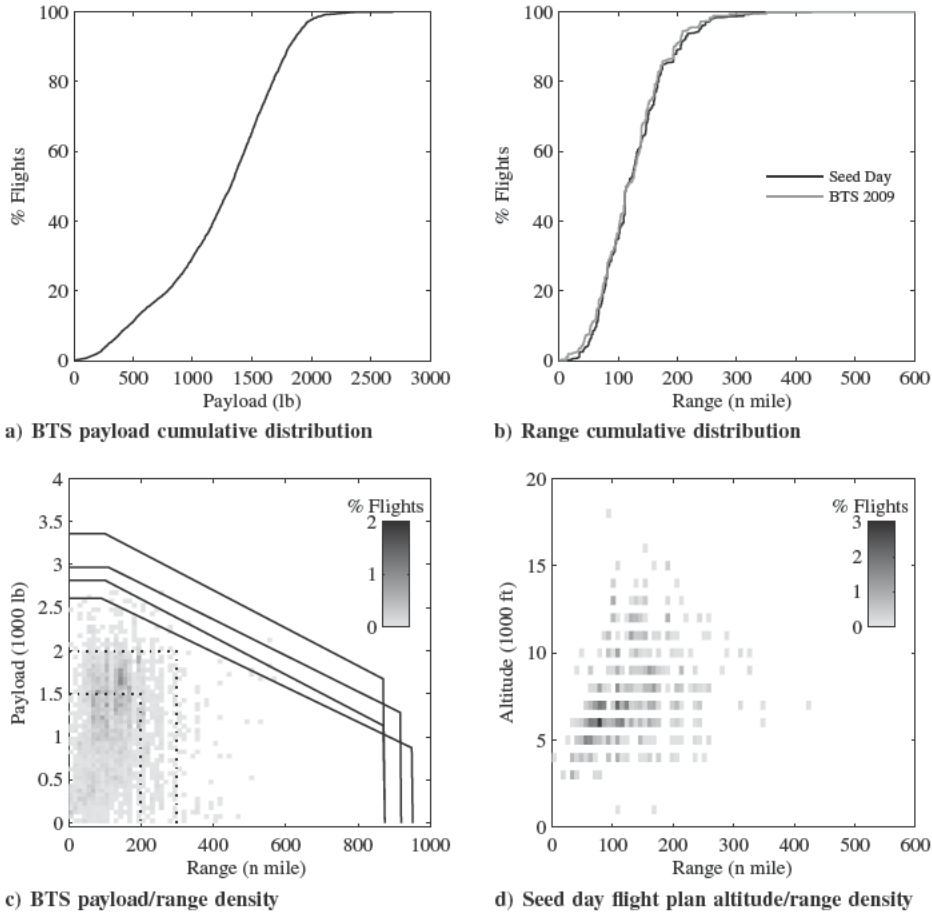 100
80
60
40
20
0
% Flights
0 500 1000 1500 2000 2500 3000
Payload (lb)
a) BTS payload cumulative distribution
100
80
60
40
20
0
% Flights
Seed Day
BTS 2009
0 100 200 300 400 500 600
Range (n mile)
b) Range cumulative distribution
4
3.5
3
2.5
2
1.5
1
0.5
0
Payload (1000 lb)
% Flights
2
1
0
0 200 400 600 800 1000
Range (n mile)
c) BTS payload/range density
20
15
10
5
0
Altitude (1000 ft)
% Flights
3
2
1
0
0 100 200 300 400 500 600
Range (n mile)
d) Seed day flight plan altitude/range density